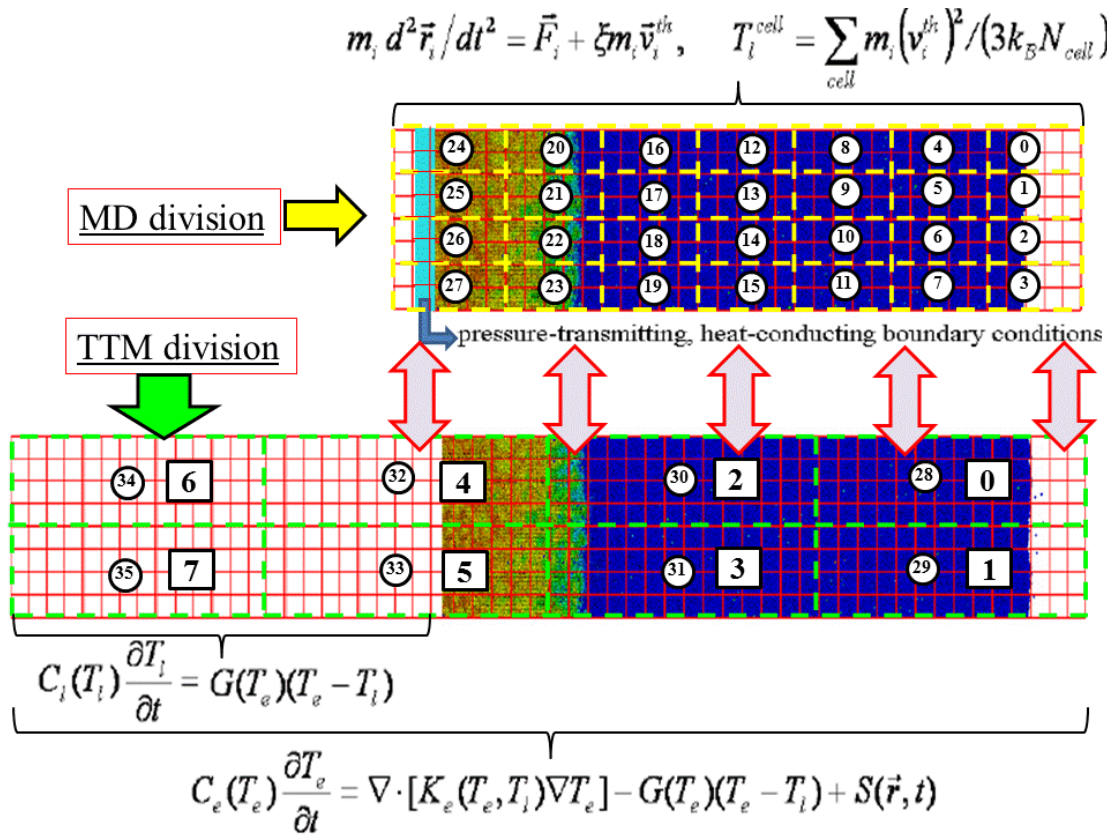 m_i d²r⃗_i/dt² = F⃗_i + ξm_i v⃗_i^th, T_l^cell = ∑_cell m_i(v_i^th)²/(3k_B N_cell)
24 20 16 12 8 4 0
25 21 17 13 9 5 1
MD division
26 22 18 14 10 6 2
27 23 19 15 11 7 3
pressure-transmitting, heat-conducting boundary conditions
TTM division
34 6 32 4 30 2 28 0
35 7 33 5 31 3 29 1
C_l(T_l) ∂T_l/∂t = G(T_e)(T_e − T_l)
C_e(T_e) ∂T_e/∂t = ∇·[K_e(T_e,T_l)∇T_e] − G(T_e)(T_e − T_l) + S(r⃗,t)